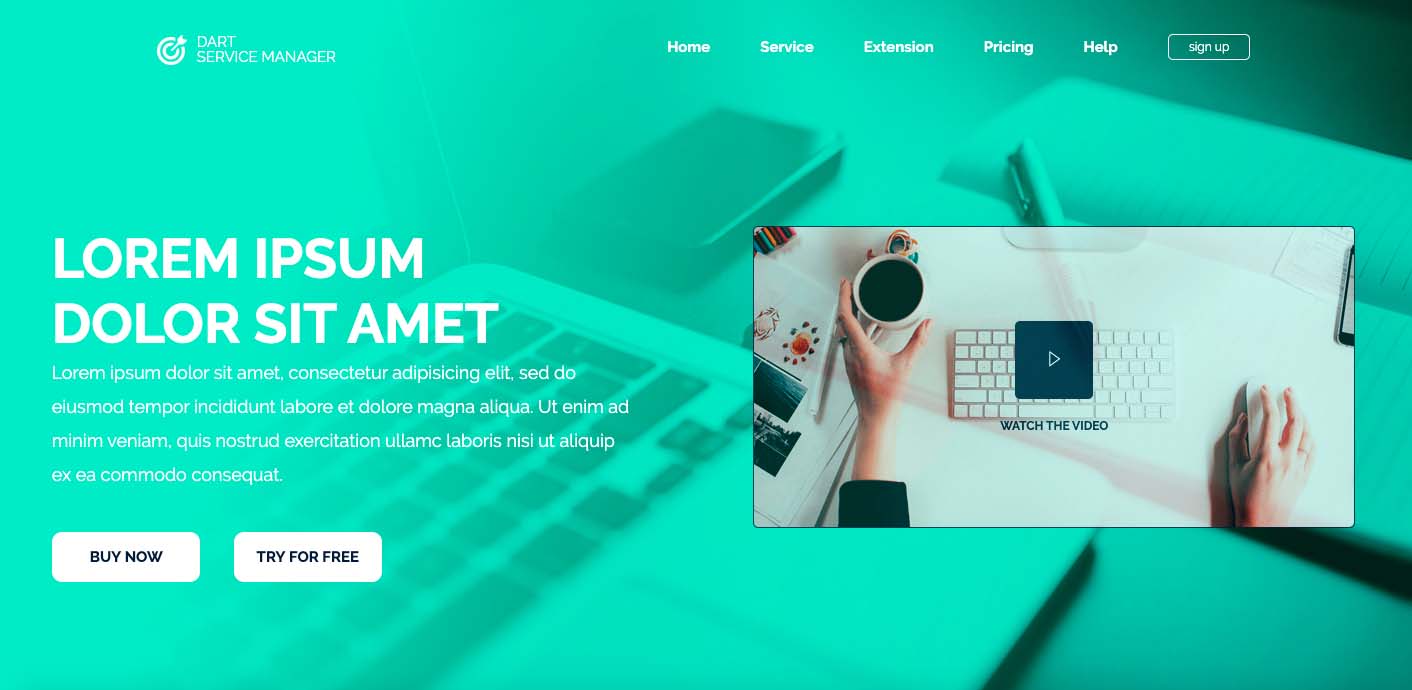 DART
SERVICE MANAGER
Home
Service
Extension
Pricing
Help
sign up
LOREM IPSUM
DOLOR SIT AMET
Lorem ipsum dolor sit amet, consectetur adipisicing elit, sed do
eiusmod tempor incididunt labore et dolore magna aliqua. Ut enim ad
minim veniam, quis nostrud exercitation ullamc laboris nisi ut aliquip
ex ea commodo consequat.
BUY NOW
TRY FOR FREE
WATCH THE VIDEO